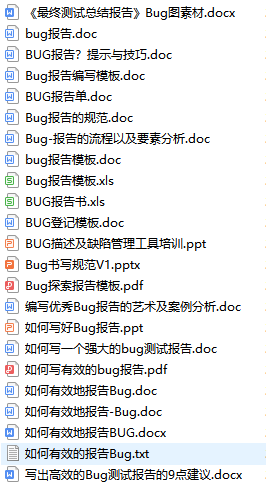 《最终测试总结报告》Bug图素材.docx
bug报告.doc
BUG报告？提示与技巧.doc
Bug报告编写模板.doc
BUG报告单.doc
Bug报告的规范.doc
Bug-报告的流程以及要素分析.doc
bug报告模板.doc
Bug报告模板.xls
BUG报告书.xls
BUG登记模板.doc
BUG描述及缺陷管理工具培训.ppt
Bug书写规范V1.pptx
Bug探索报告模板.pdf
编写优秀Bug报告的艺术及案例分析.doc
如何写好Bug报告.ppt
如何写一个强大的bug测试报告.doc
如何写有效的bug报告.pdf
如何有效地报告Bug.doc
如何有效地报告-Bug.doc
如何有效地报告BUG.docx
如何有效的报告Bug.txt
写出高效的Bug测试报告的9点建议.docx